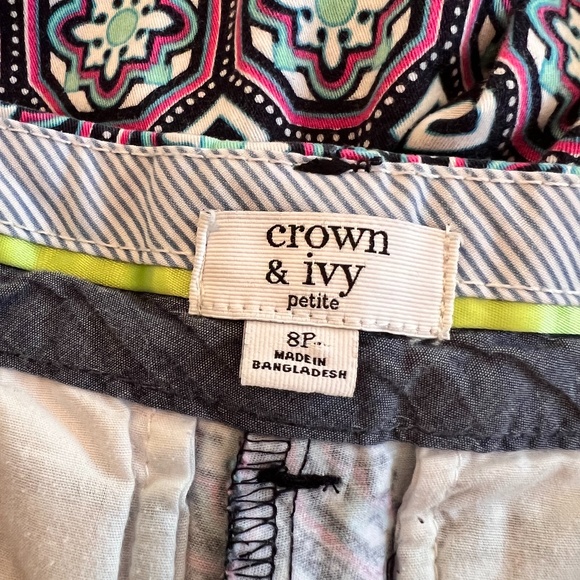 crown
& ivy
petite
8P
MADE IN
BANGLADESH